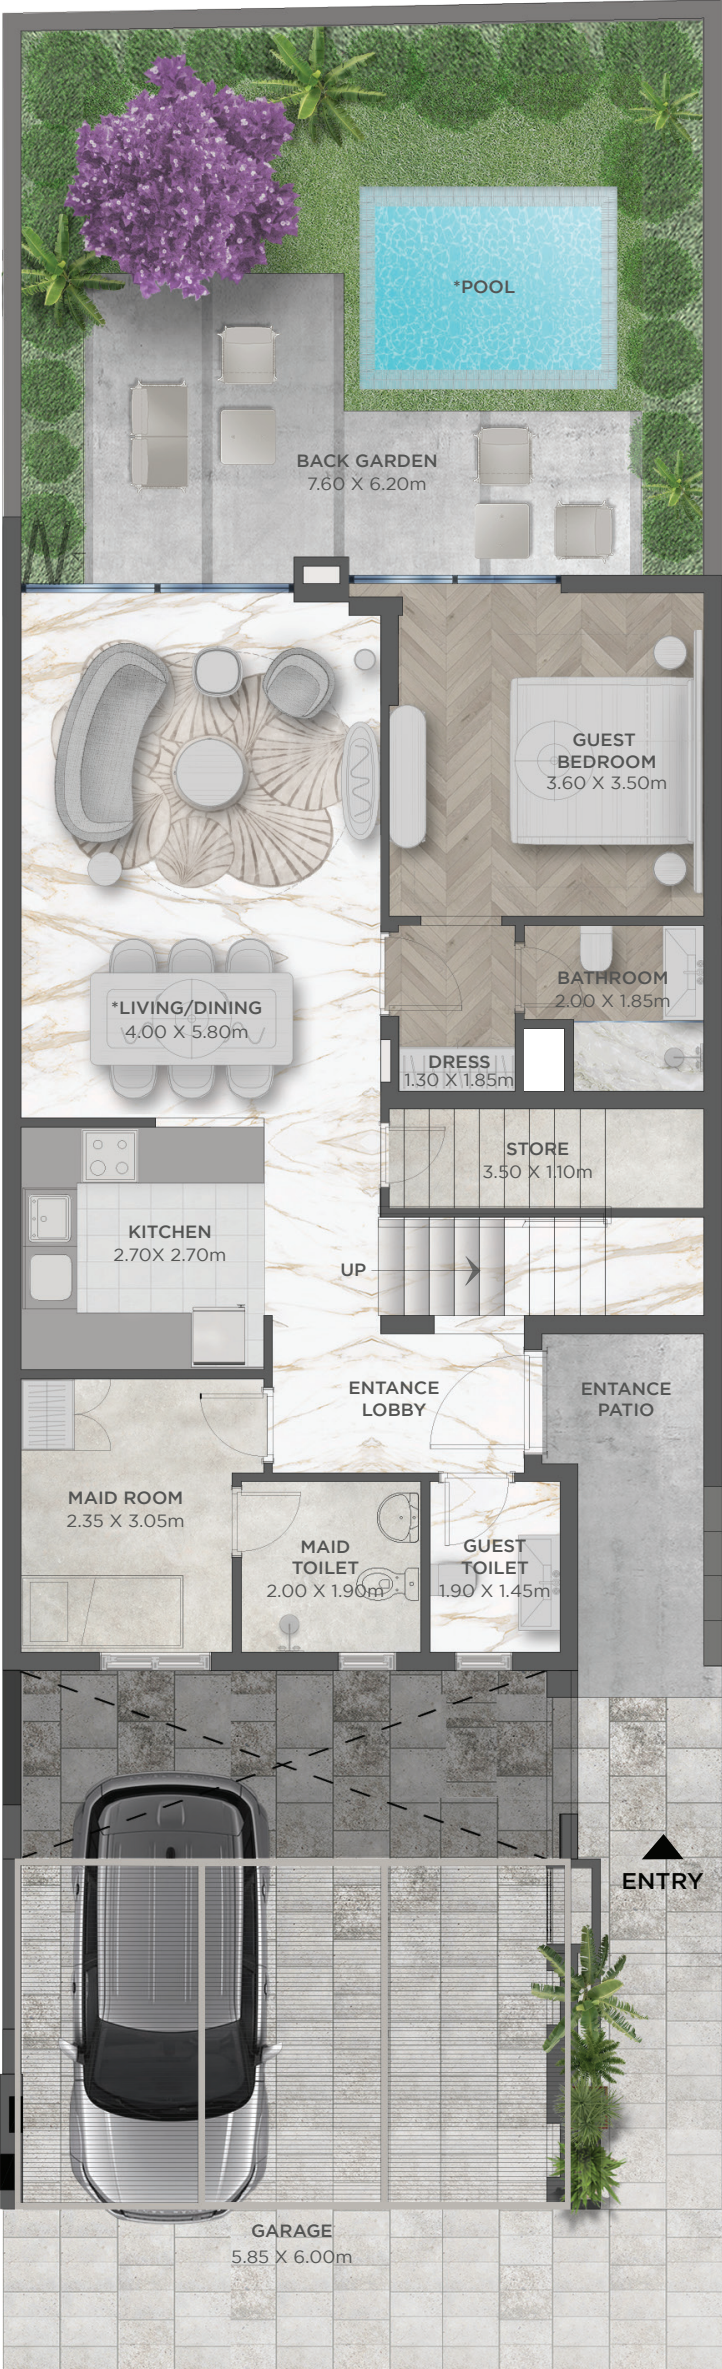 *POOL
BACK GARDEN
7.60 X 6.20m
GUEST
BEDROOM
3.60 X 3.50m
*LIVING/DINING
4.00 X 5.80m
BATHROOM
2.00 X 1.85m
DRESS
1.30 X 1.85m
STORE
3.50 X 1.10m
KITCHEN
2.70X 2.70m
UP
ENTANCE
LOBBY
ENTANCE
PATIO
MAID ROOM
2.35 X 3.05m
MAID
TOILET
2.00 X 1.90m
GUEST
TOILET
1.90 X 1.45m
ENTRY
GARAGE
5.85 X 6.00m